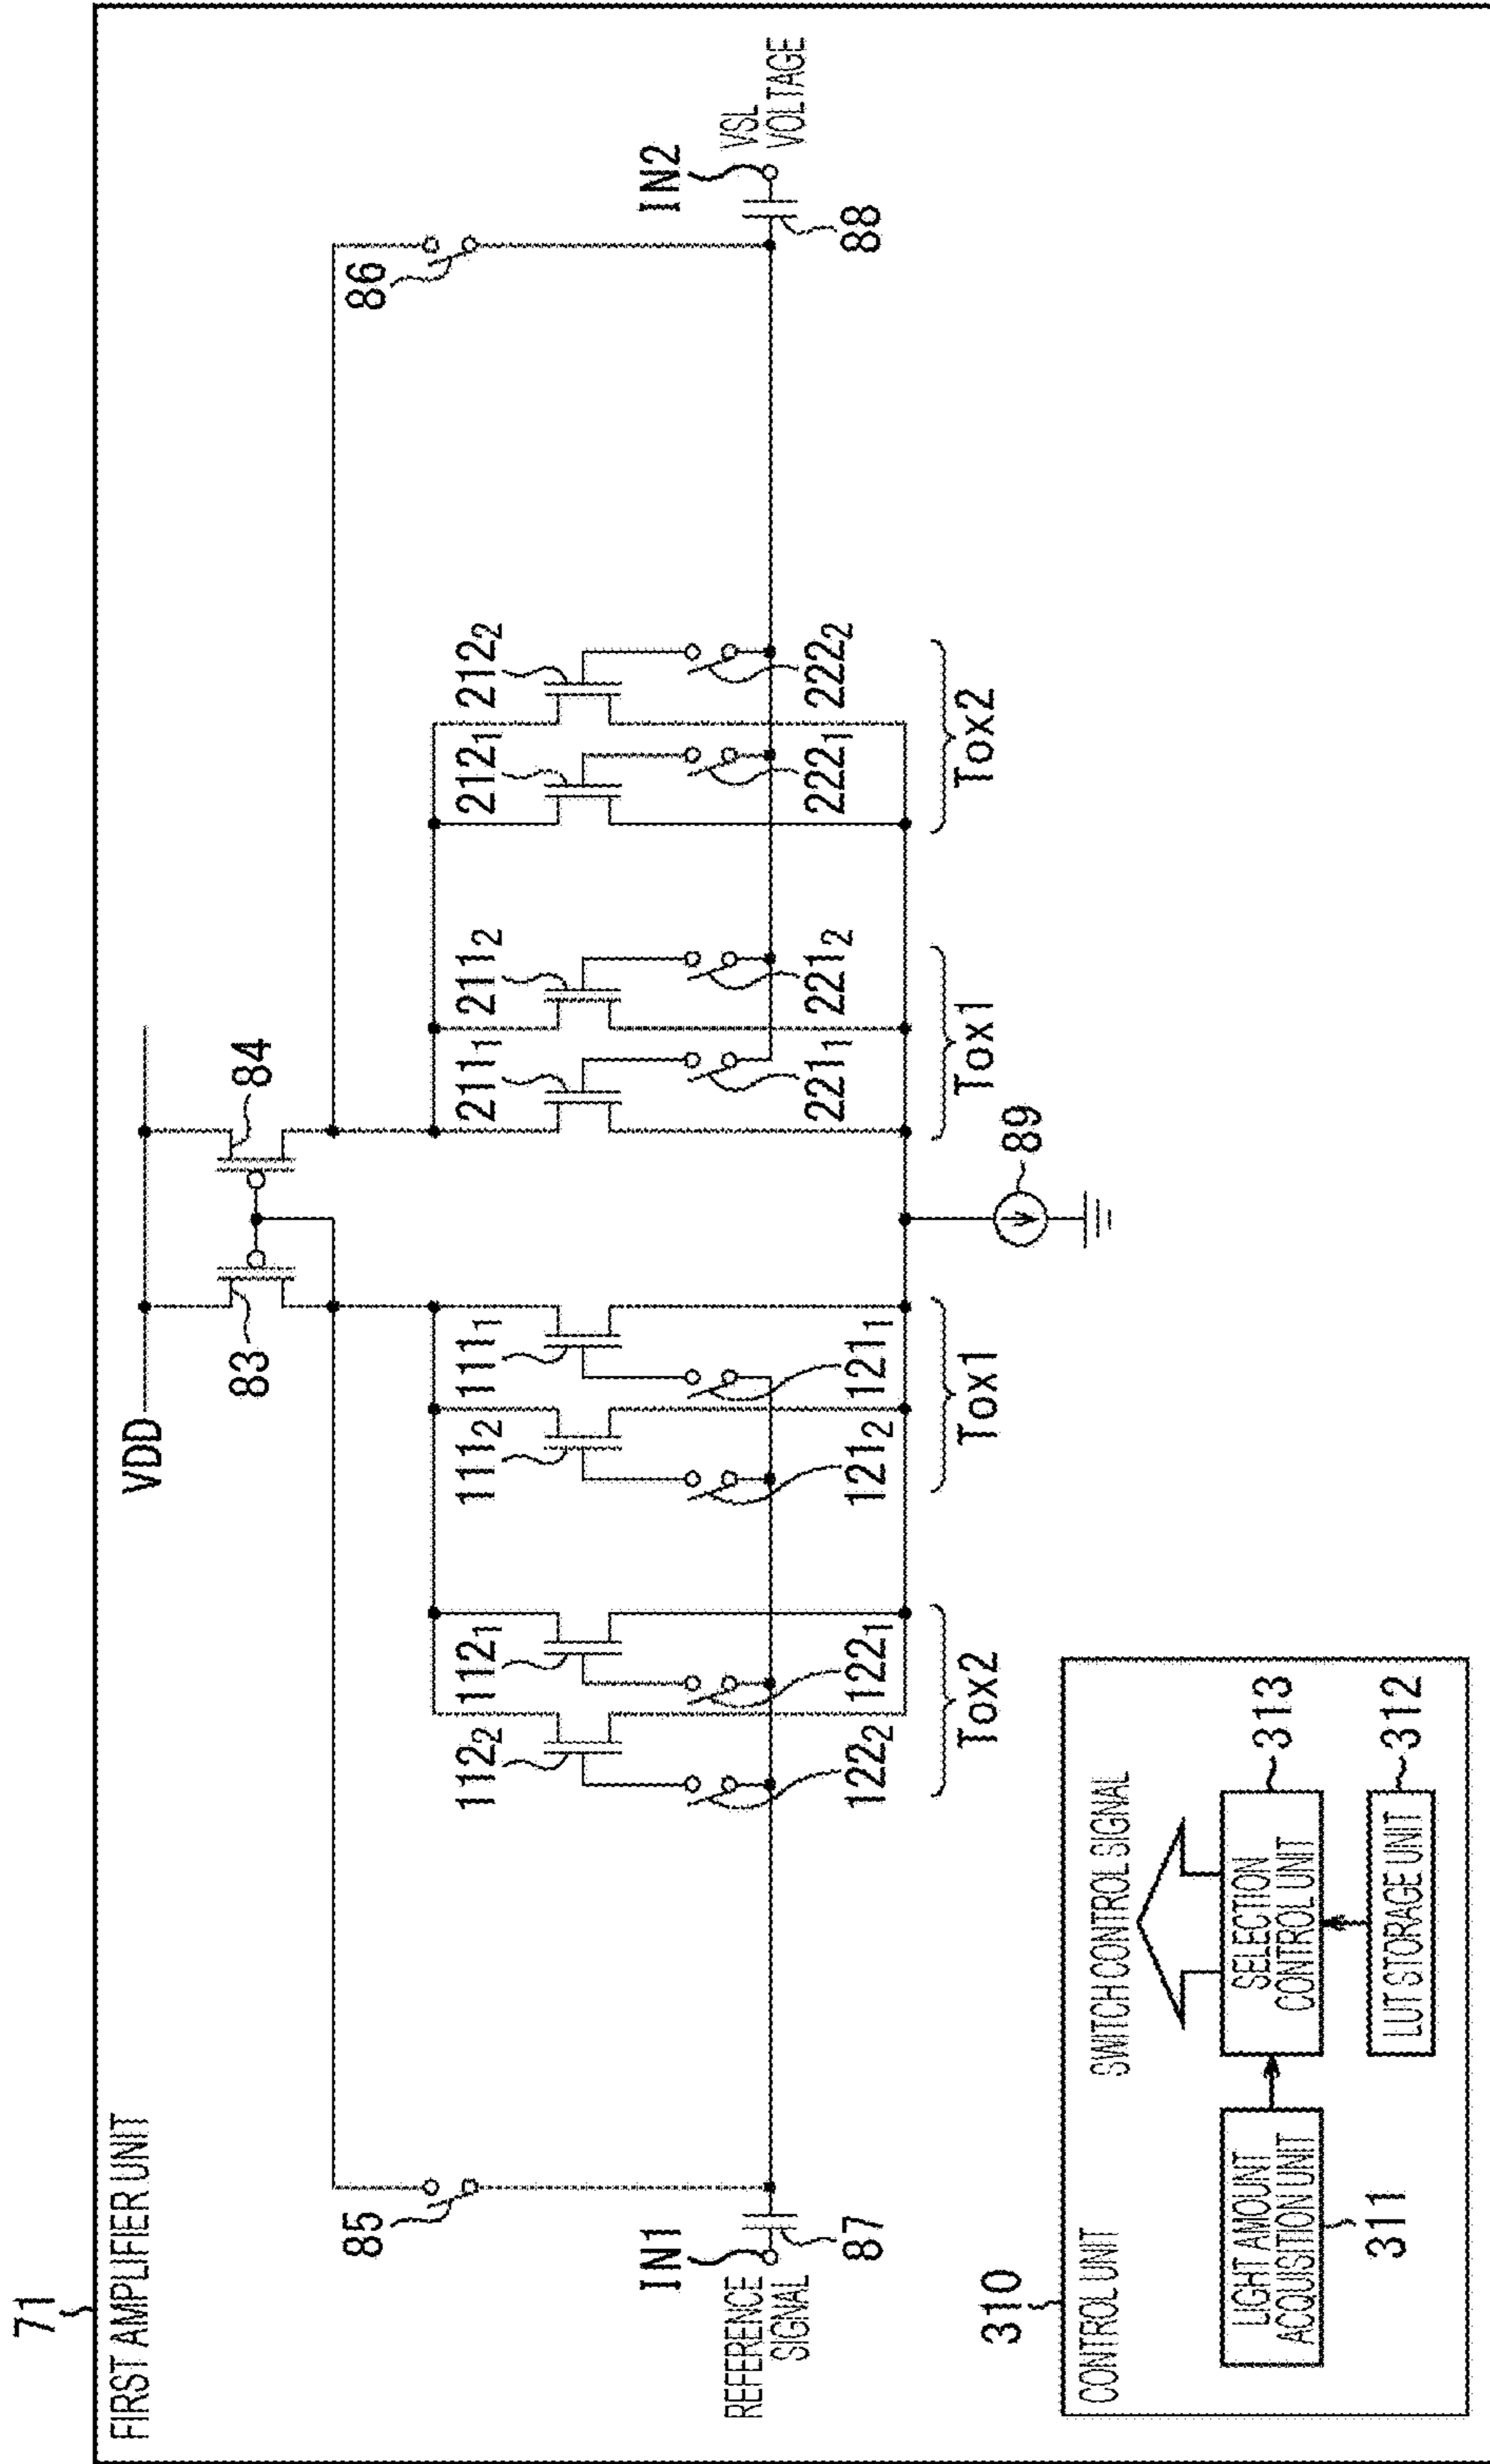 71
FIRST AMPLIFIER UNIT
VDD
83
84
85
86
112₂
112₁
111₂
111₁
211₁
211₂
212₁
212₂
IN1
REFERENCE
SIGNAL
87
IN2
VSL
VOLTAGE
88
122₂
122₁
121₂
121₁
221₁
221₂
222₁
222₂
Tox2
Tox1
Tox1
Tox2
89
310
CONTROL UNIT
SWITCH CONTROL SIGNAL
LIGHT AMOUNT
ACQUISITION UNIT
311
SELECTION
CONTROL UNIT
313
LUT STORAGE UNIT
312